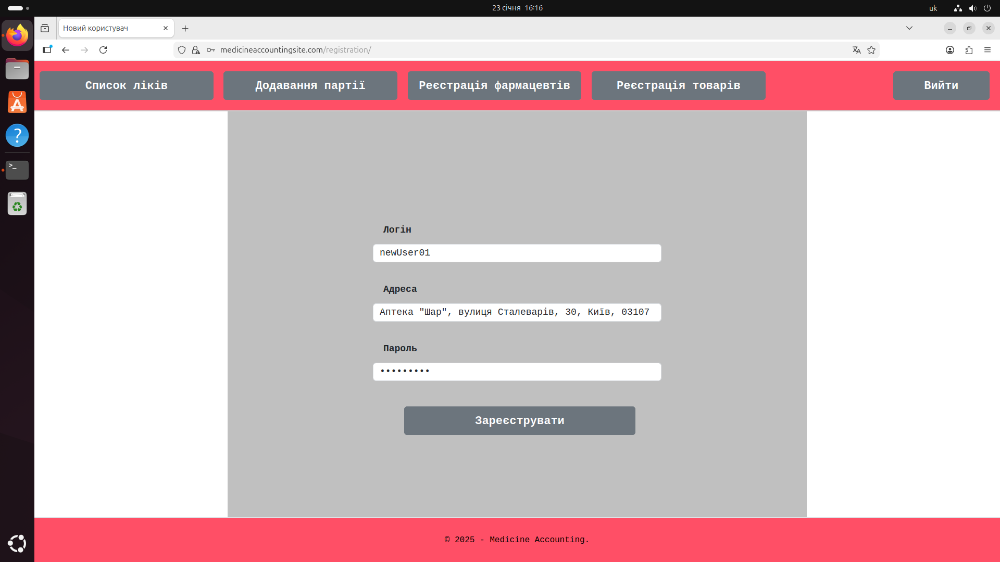 23 січня 16:16
uk
Новий користувач
medicineaccountingsite.com/registration/
Список ліків
Додавання партії
Реєстрація фармацевтів
Реєстрація товарів
Вийти
Логін
newUser01
Адреса
Аптека "Шар", вулиця Сталеварів, 30, Київ, 03107
Пароль
•••••••••
Зареєструвати
© 2025 - Medicine Accounting.